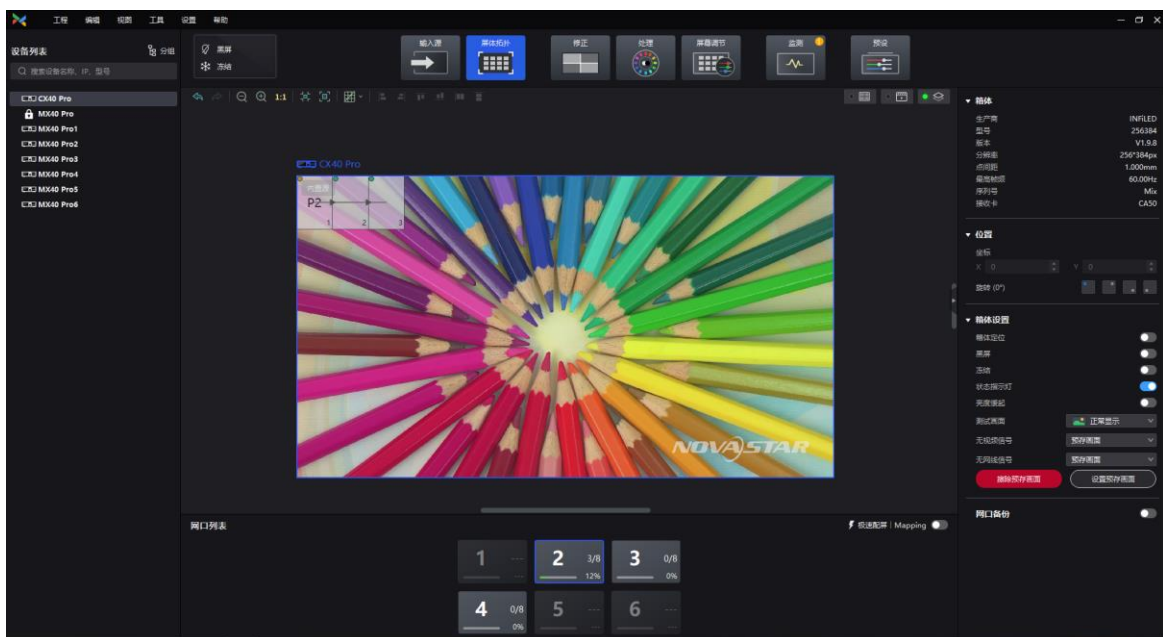 工程 编辑 视图 工具 设置 帮助
设备列表 分组
搜索设备名称、IP、型号
CX40 Pro
MX40 Pro
MX40 Pro1
MX40 Pro2
MX40 Pro3
MX40 Pro4
MX40 Pro5
MX40 Pro6
黑屏
冻结
输入源 屏体拓扑 修正 处理 屏幕调节 监测 预设
1:1
CX40 Pro
内置源
P2
1 2 3
NOVASTAR
网口列表
极速配屏 | Mapping
1
2 3/8 12%
3 0/8 0%
4 0/8 0%
5
6
箱体
生产商 INFiLED
型号 256384
版本 V1.9.8
分辨率 256*384px
点间距 1.000mm
最高帧频 60.00Hz
序列号 Mix
接收卡 CA50
位置
坐标
X 0 Y 0
旋转 (0°)
箱体设置
箱体定位
黑屏
冻结
状态指示灯
亮度缓起
测试画面 正常显示
无视频信号 预存画面
无网线信号 预存画面
擦除预存画面 设置预存画面
网口备份